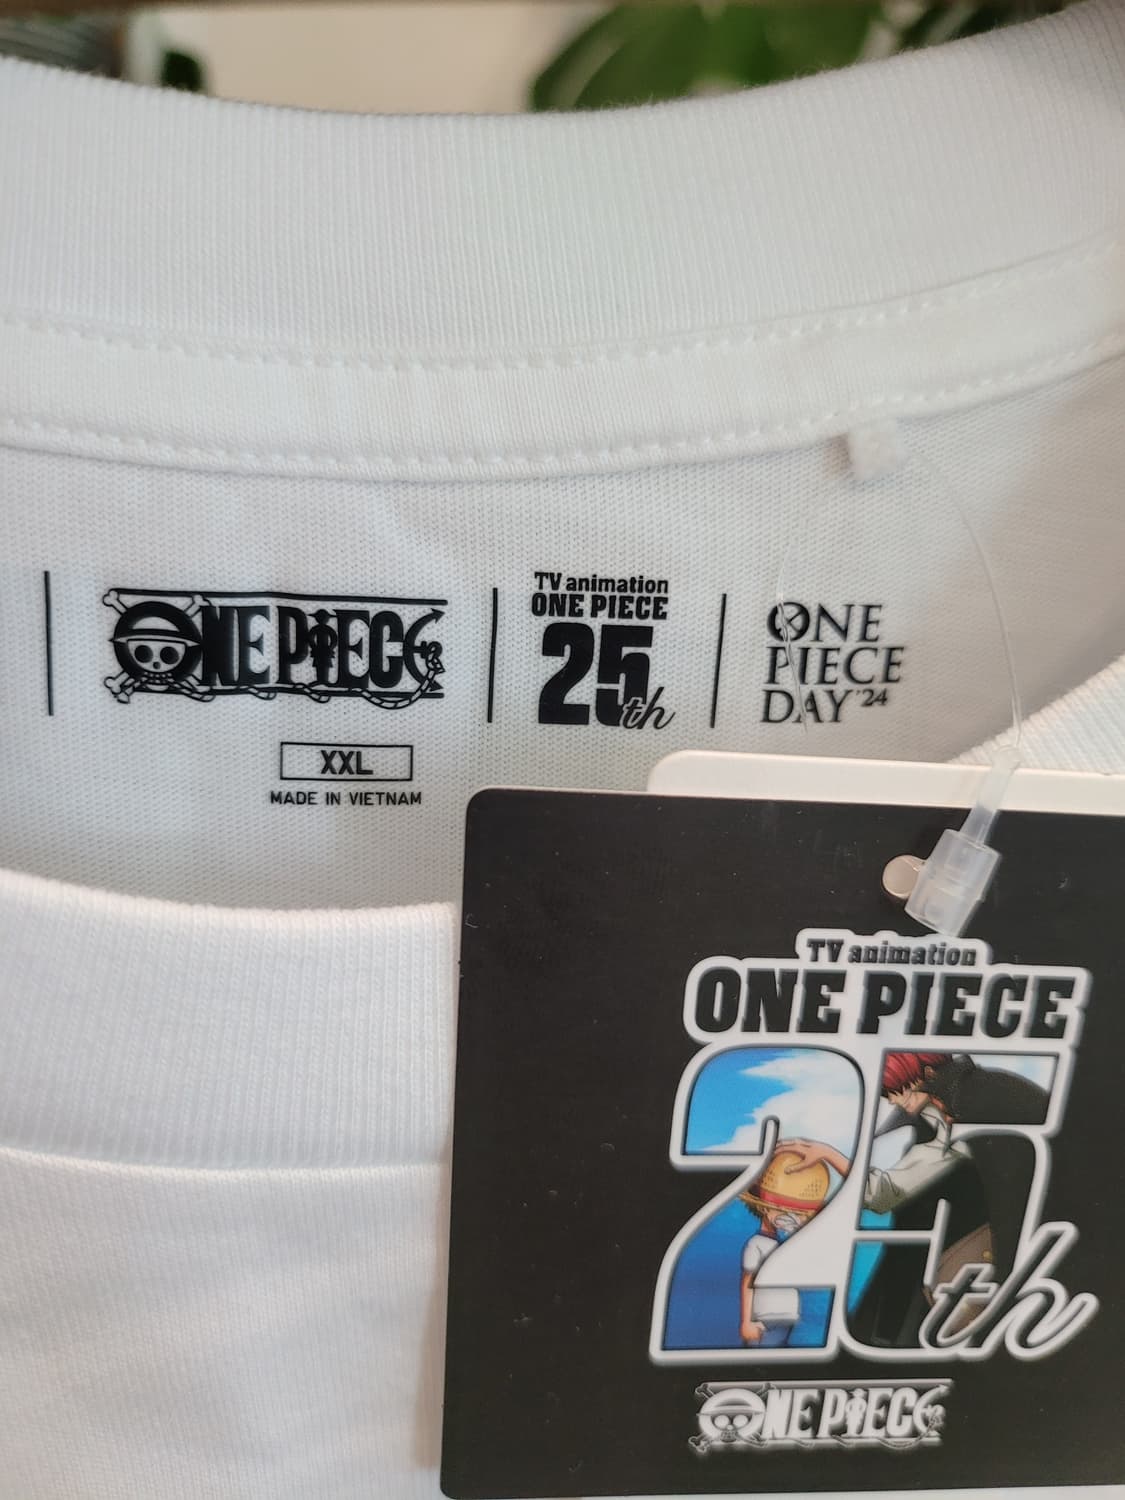 ONE PIECE
TV animation
ONE PIECE
25th
ONE
PIECE
DAY '24
XXL
MADE IN VIETNAM
TV animation
ONE PIECE
25th
ONE PIECE